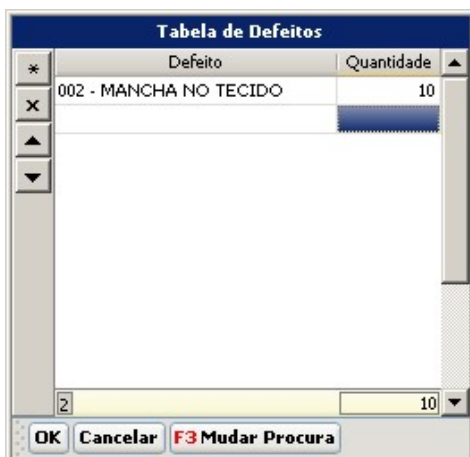 Tabela de Defeitos
Defeito Quantidade
002 - MANCHA NO TECIDO 10
2 10
OK Cancelar F3 Mudar Procura